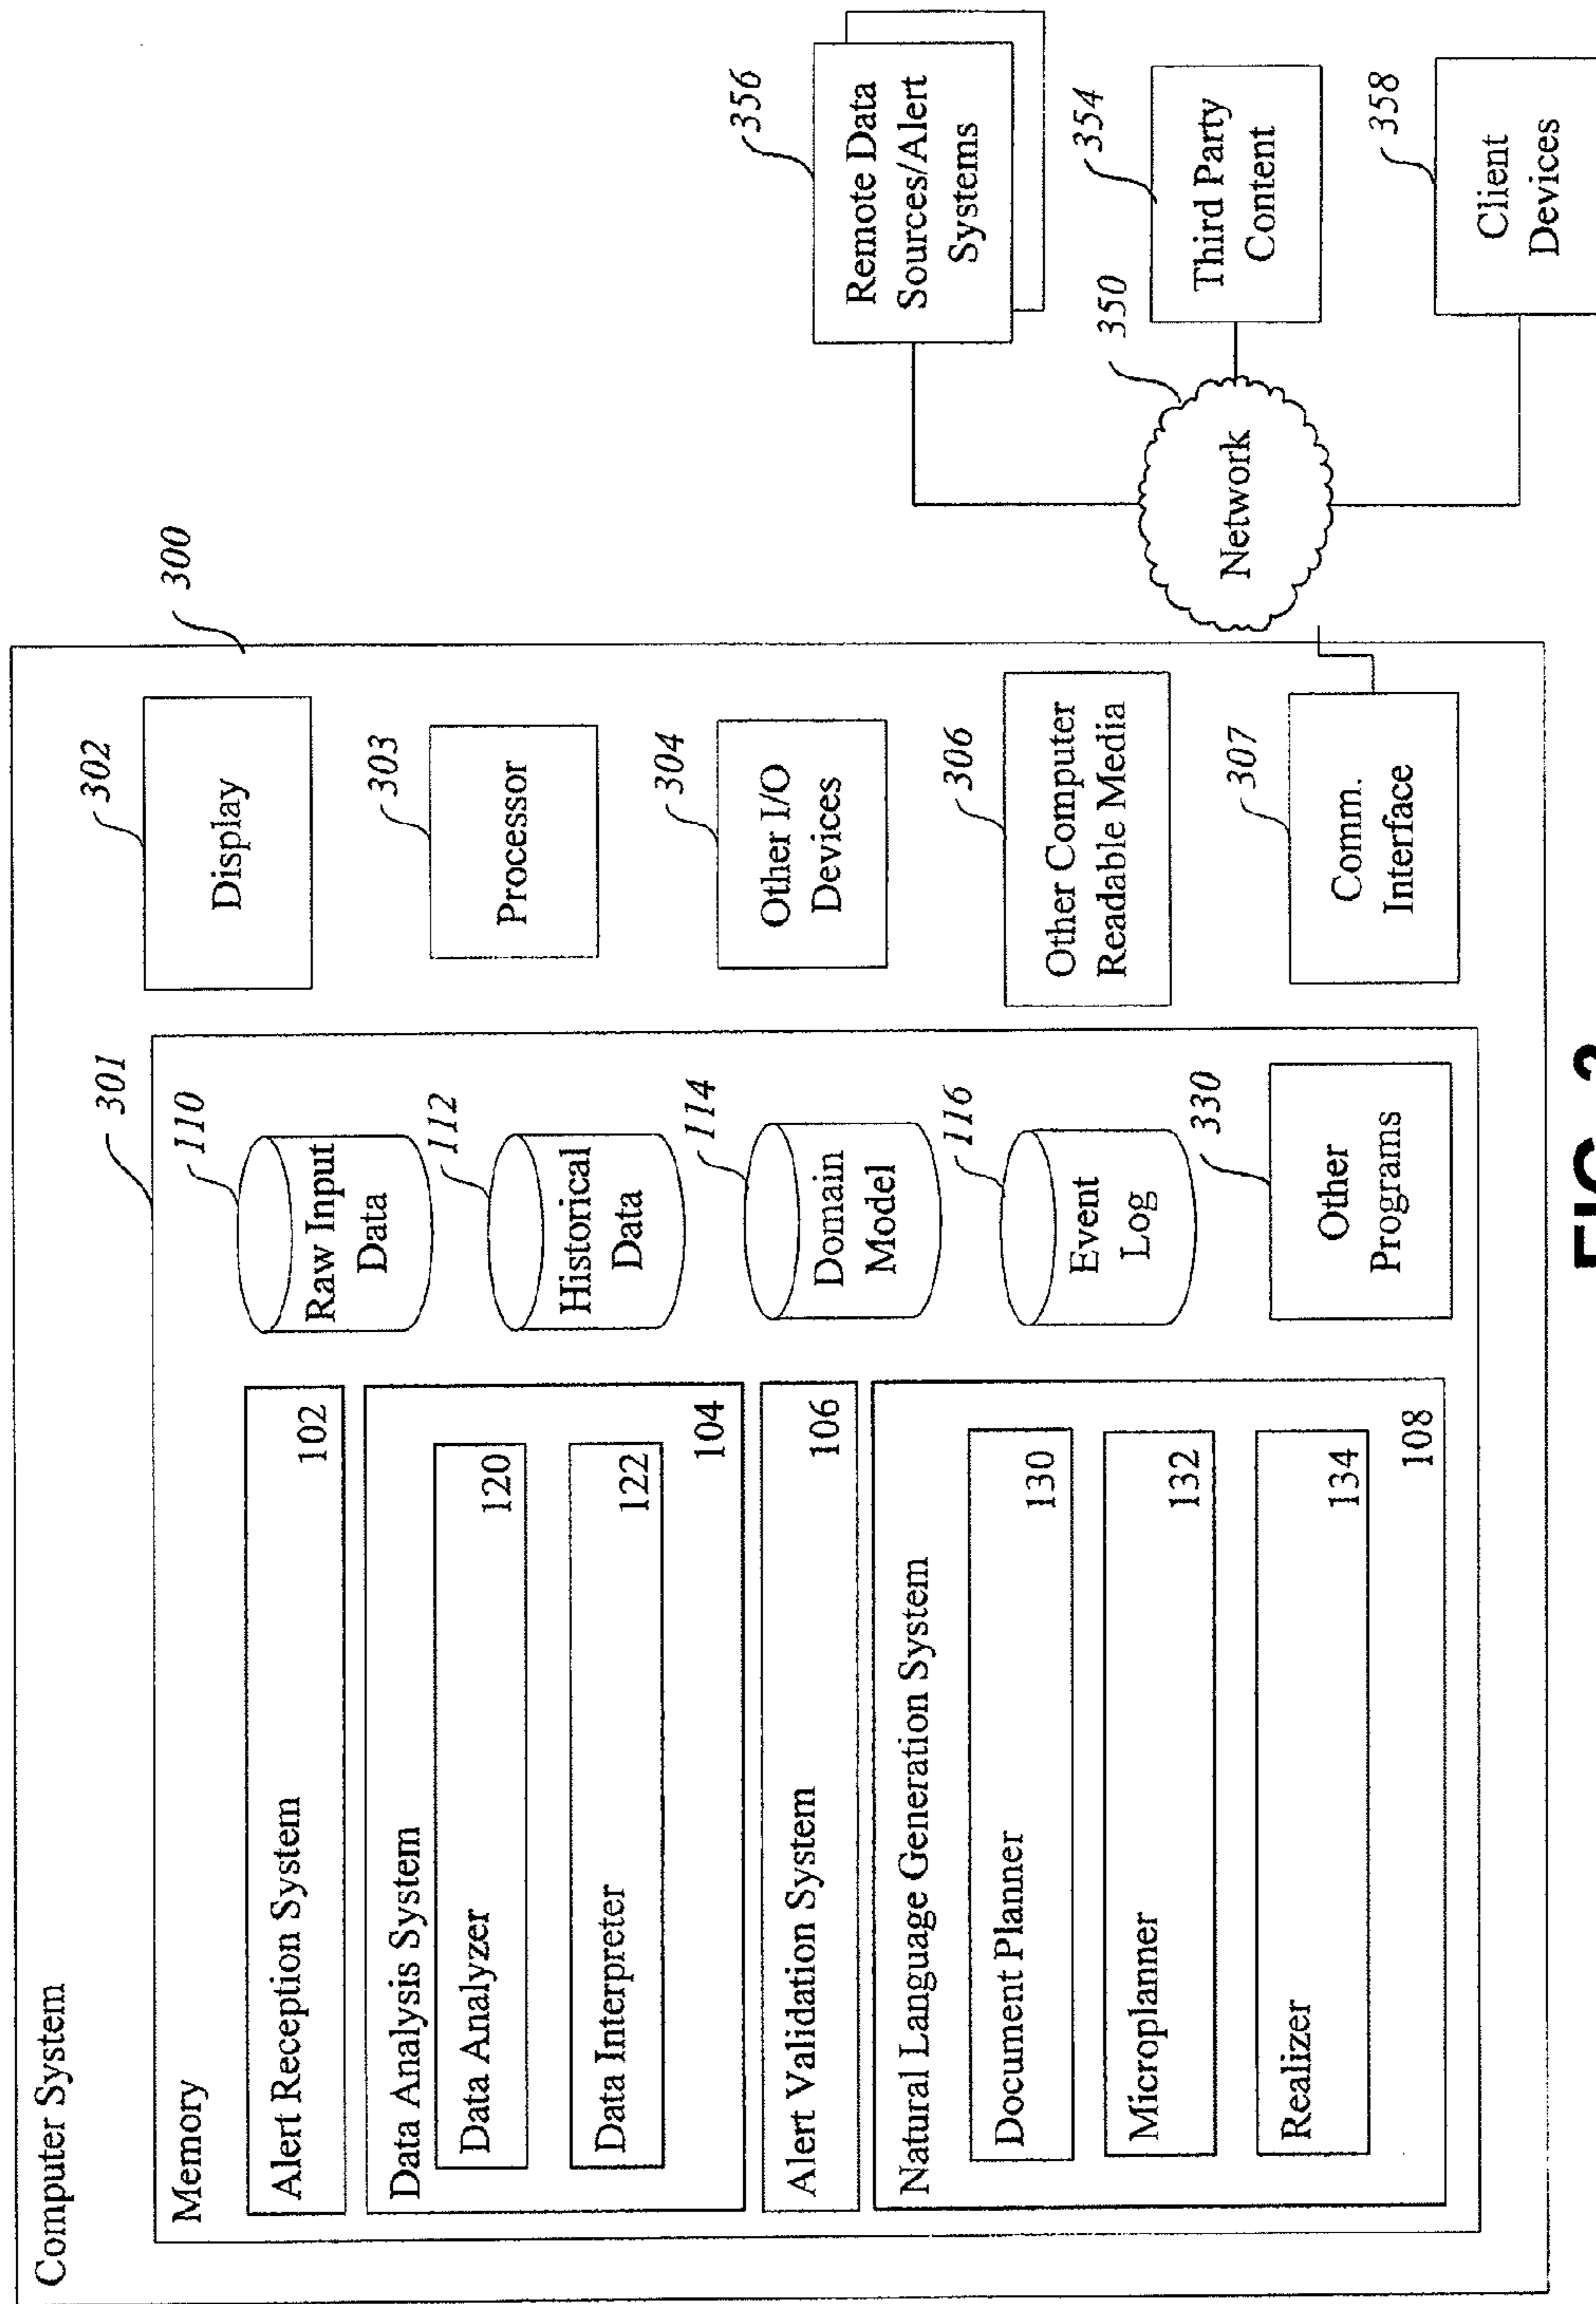 Computer System
300
Memory
301
Alert Reception System
102
Data Analysis System
Data Analyzer
120
Data Interpreter
122
104
Alert Validation System
106
Natural Language Generation System
Document Planner
130
Microplanner
132
Realizer
134
108
110
Raw Input
Data
112
Historical
Data
114
Domain
Model
116
Event
Log
330
Other
Programs
302
Display
303
Processor
304
Other I/O
Devices
306
Other Computer
Readable Media
307
Comm.
Interface
350
Network
356
Remote Data
Sources/Alert
Systems
354
Third Party
Content
358
Client
Devices
FIG.